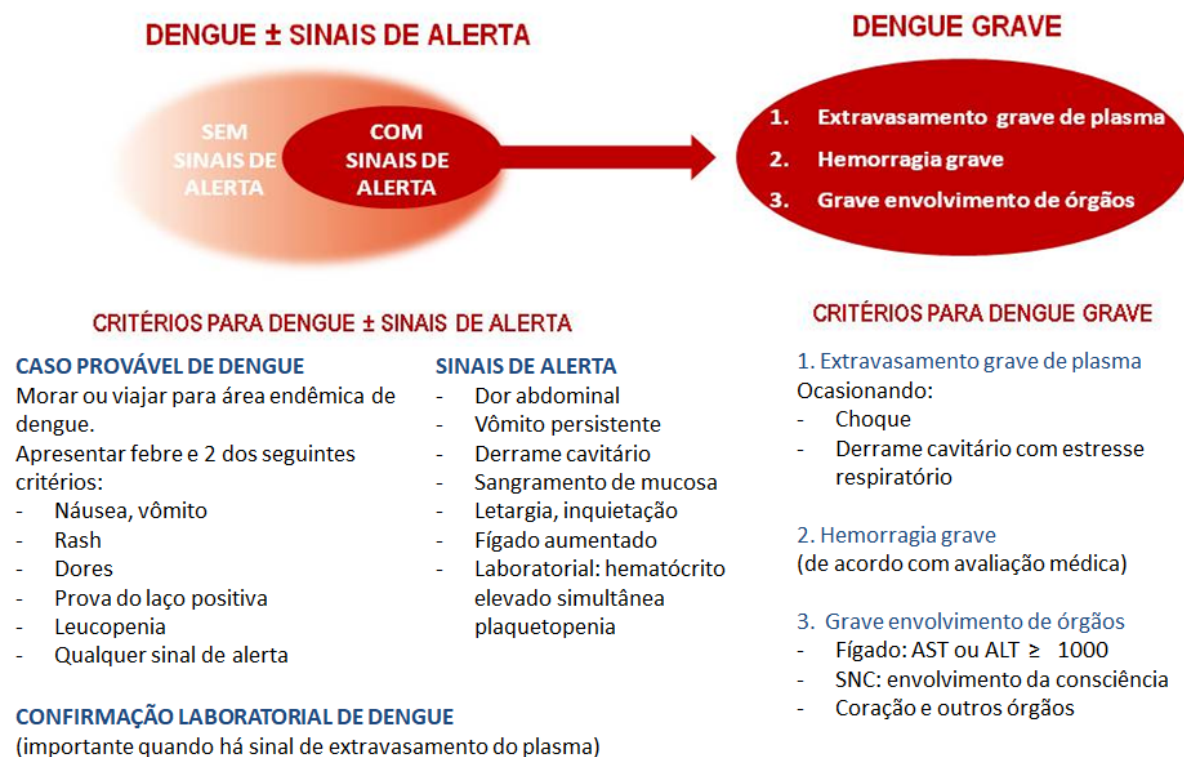 DENGUE ± SINAIS DE ALERTA
SEM
SINAIS DE
ALERTA
COM
SINAIS DE
ALERTA
DENGUE GRAVE
1. Extravasamento grave de plasma
2. Hemorragia grave
3. Grave envolvimento de órgãos
CRITÉRIOS PARA DENGUE ± SINAIS DE ALERTA
CASO PROVÁVEL DE DENGUE
Morar ou viajar para área endêmica de
dengue.
Apresentar febre e 2 dos seguintes
critérios:
- Náusea, vômito
- Rash
- Dores
- Prova do laço positiva
- Leucopenia
- Qualquer sinal de alerta
SINAIS DE ALERTA
- Dor abdominal
- Vômito persistente
- Derrame cavitário
- Sangramento de mucosa
- Letargia, inquietação
- Fígado aumentado
- Laboratorial: hematócrito
elevado simultânea
plaquetopenia
CONFIRMAÇÃO LABORATORIAL DE DENGUE
(importante quando há sinal de extravasamento do plasma)
CRITÉRIOS PARA DENGUE GRAVE
1. Extravasamento grave de plasma
Ocasionando:
- Choque
- Derrame cavitário com estresse
respiratório
2. Hemorragia grave
(de acordo com avaliação médica)
3. Grave envolvimento de órgãos
- Fígado: AST ou ALT ≥ 1000
- SNC: envolvimento da consciência
- Coração e outros órgãos